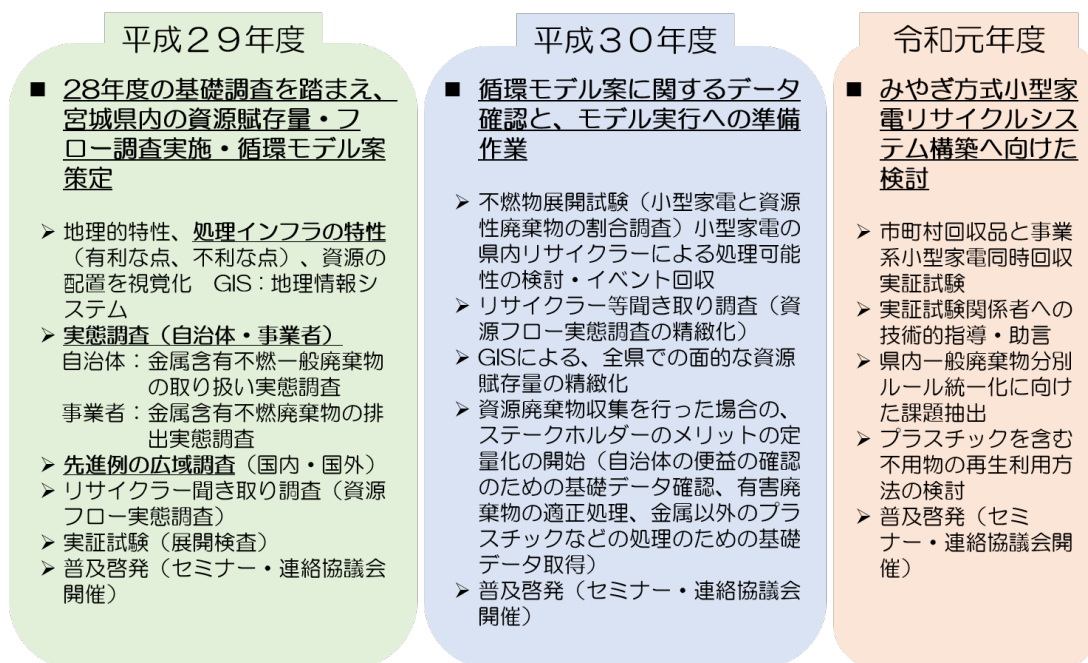 平成２９年度
■ 28年度の基礎調査を踏まえ、
宮城県内の資源賦存量・フ
ロー調査実施・循環モデル案
策定
➢ 地理的特性、処理インフラの特性
（有利な点、不利な点）、資源の
配置を視覚化　GIS：地理情報シ
ステム
➢ 実態調査（自治体・事業者）
自治体：金属含有不燃一般廃棄物
の取り扱い実態調査
事業者：金属含有不燃廃棄物の排
出実態調査
➢ 先進例の広域調査（国内・国外）
➢ リサイクラー聞き取り調査（資源
フロー実態調査）
➢ 実証試験（展開検査）
➢ 普及啓発（セミナー・連絡協議会
開催）
平成３０年度
■ 循環モデル案に関するデータ
確認と、モデル実行への準備
作業
➢ 不燃物展開試験（小型家電と資源
性廃棄物の割合調査）小型家電の
県内リサイクラーによる処理可能
性の検討・イベント回収
➢ リサイクラー等聞き取り調査（資
源フロー実態調査の精緻化）
➢ GISによる、全県での面的な資源
賦存量の精緻化
➢ 資源廃棄物収集を行った場合の、
ステークホルダーのメリットの定
量化の開始（自治体の便益の確認
のための基礎データ確認、有害廃
棄物の適正処理、金属以外のプラ
スチックなどの処理のための基礎
データ取得）
➢ 普及啓発（セミナー・連絡協議会
開催）
令和元年度
■ みやぎ方式小型家
電リサイクルシス
テム構築へ向けた
検討
➢ 市町村回収品と事業
系小型家電同時回収
実証試験
➢ 実証試験関係者への
技術的指導・助言
➢ 県内一般廃棄物分別
ルール統一化に向け
た課題抽出
➢ プラスチックを含む
不用物の再生利用方
法の検討
➢ 普及啓発（セミ
ナー・連絡協議会開
催）